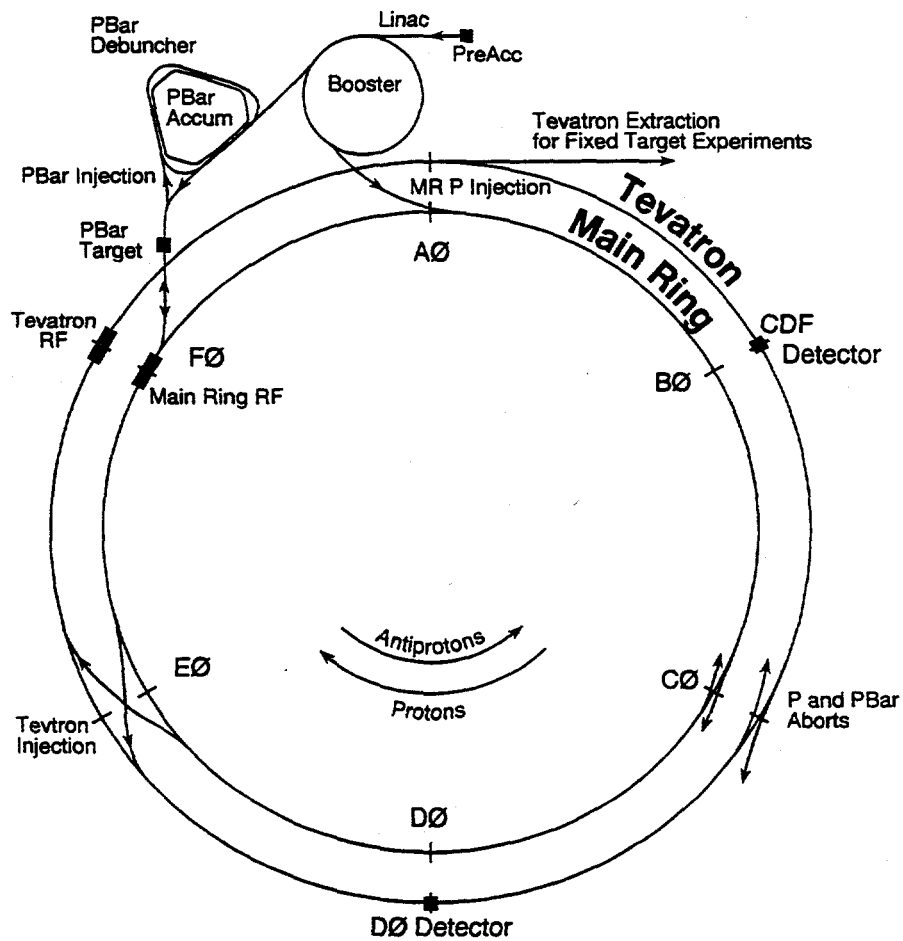 PBar
Debuncher
Linac
PreAcc
Booster
PBar
Accum
Tevatron Extraction
for Fixed Target Experiments
PBar Injection
MR P Injection
Tevatron
Main Ring
PBar
Target
AØ
Tevatron
RF
FØ
Main Ring RF
CDF
Detector
BØ
Antiprotons
Protons
EØ
CØ
Tevtron
Injection
P and PBar
Aborts
DØ
DØ Detector